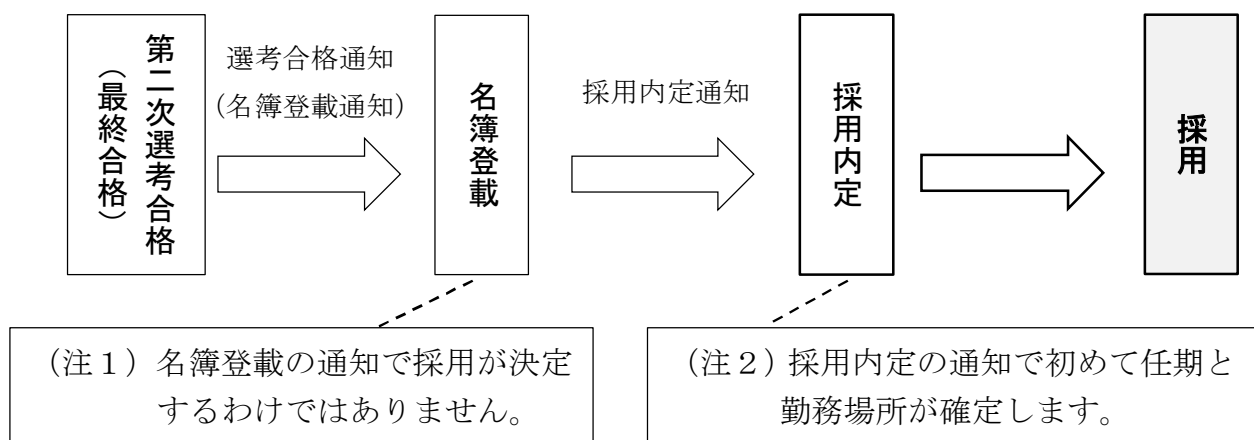 第二次選考合格
（最終合格）
選考合格通知
（名簿登載通知）
名簿登載
採用内定通知
採用内定
採用
（注１）名簿登載の通知で採用が決定
するわけではありません。
（注２）採用内定の通知で初めて任期と
勤務場所が確定します。